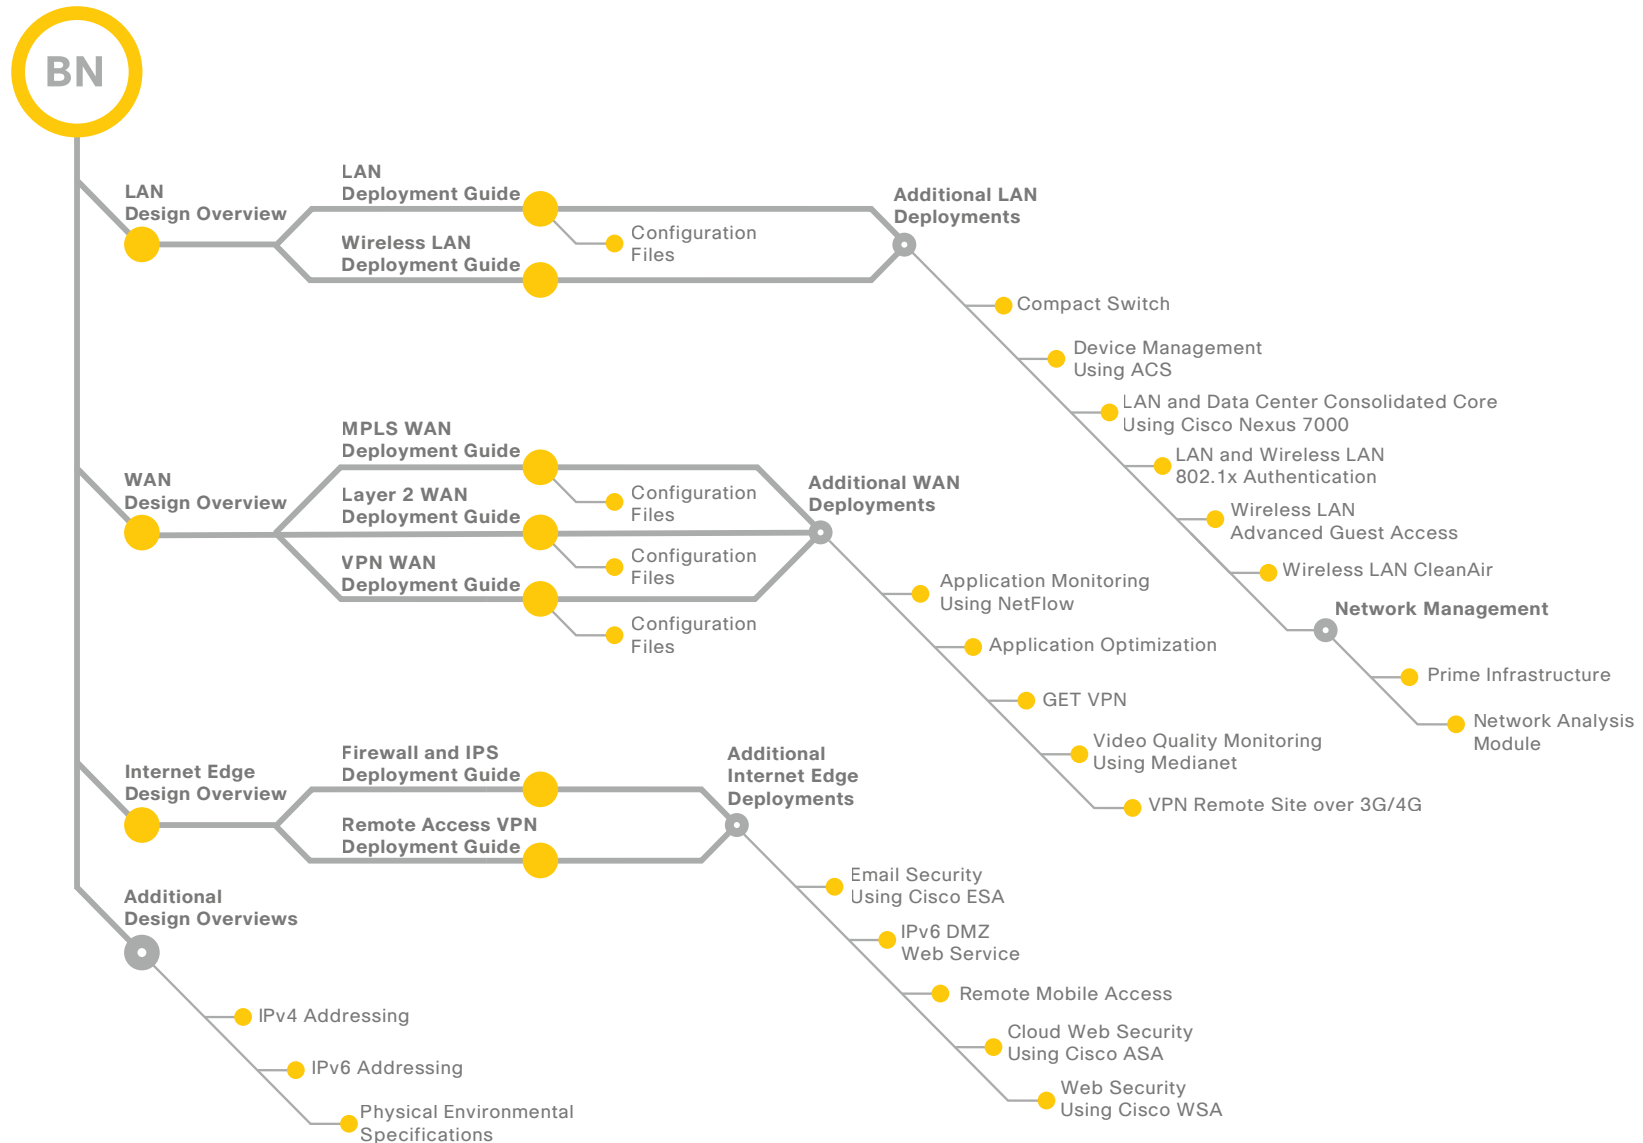 BN
LAN
Design Overview
LAN
Deployment Guide
Configuration
Files
Wireless LAN
Deployment Guide
Additional LAN
Deployments
Compact Switch
Device Management
Using ACS
LAN and Data Center Consolidated Core
Using Cisco Nexus 7000
LAN and Wireless LAN
802.1x Authentication
Wireless LAN
Advanced Guest Access
Wireless LAN CleanAir
Network Management
Prime Infrastructure
Network Analysis
Module
WAN
Design Overview
MPLS WAN
Deployment Guide
Configuration
Files
Layer 2 WAN
Deployment Guide
Configuration
Files
VPN WAN
Deployment Guide
Configuration
Files
Additional WAN
Deployments
Application Monitoring
Using NetFlow
Application Optimization
GET VPN
Video Quality Monitoring
Using Medianet
VPN Remote Site over 3G/4G
Internet Edge
Design Overview
Firewall and IPS
Deployment Guide
Remote Access VPN
Deployment Guide
Additional
Internet Edge
Deployments
Email Security
Using Cisco ESA
IPv6 DMZ
Web Service
Remote Mobile Access
Cloud Web Security
Using Cisco ASA
Web Security
Using Cisco WSA
Additional
Design Overviews
IPv4 Addressing
IPv6 Addressing
Physical Environmental
Specifications